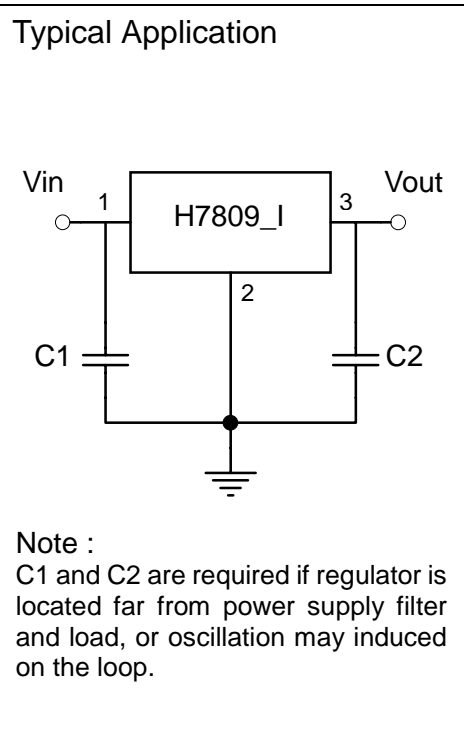 Typical Application
Vin
Vout
1
H7809_I
3
2
C1
C2
Note :
C1 and C2 are required if regulator is
located far from power supply filter
and load, or oscillation may induced
on the loop.